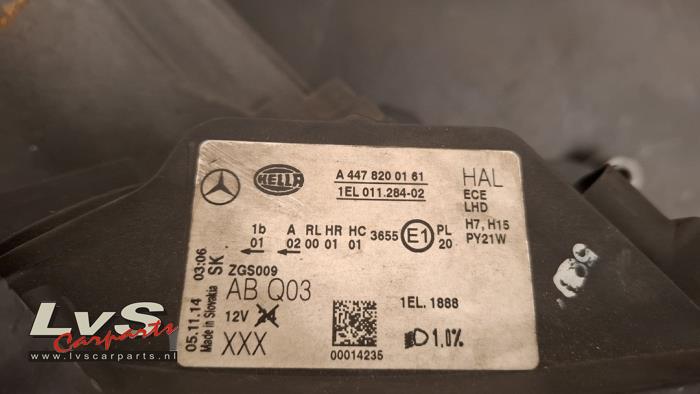 HELLA
A 447 820 01 61
1EL 011.284-02
HAL
ECE
LHD
H7, H15
PY21W
1b A RL HR HC 3655 E1 PL
01 02 00 01 01 20
ZGS009
AB Q03
12V
XXX
00014235
1EL. 1888
1.0%
05.11.14 03:06
Made in Slovakia SK
LvS
Carparts
www.lvscarparts.nl